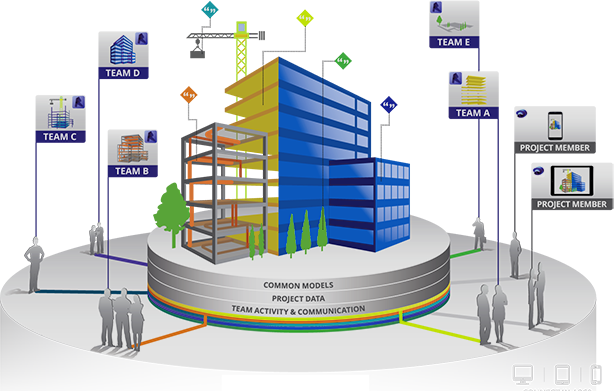 TEAM E
TEAM D
TEAM A
TEAM C
TEAM B
PROJECT MEMBER
PROJECT MEMBER
COMMON MODELS
PROJECT DATA
TEAM ACTIVITY & COMMUNICATION